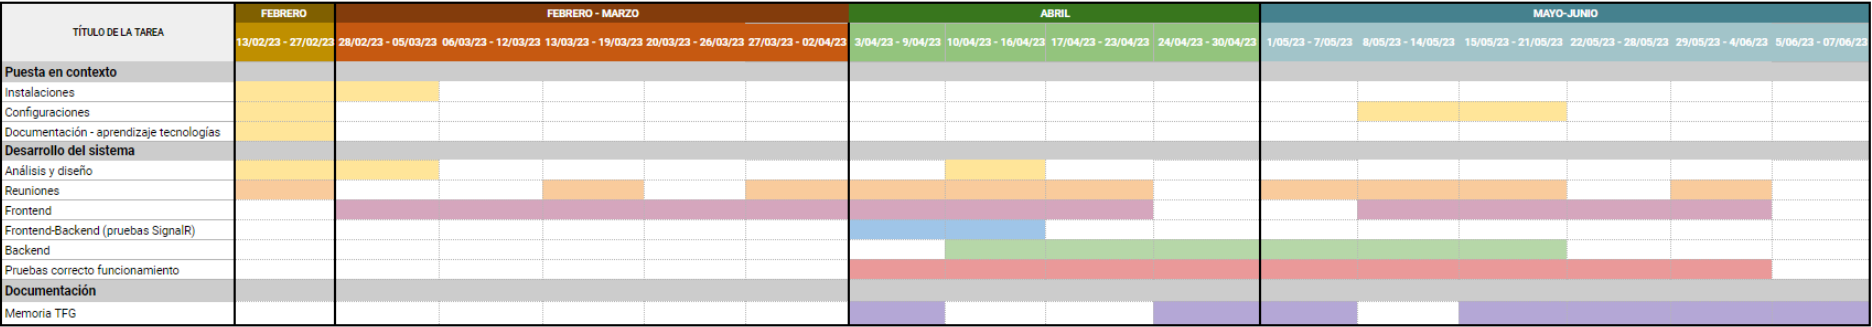 TÍTULO DE LA TAREA
FEBRERO
FEBRERO - MARZO
ABRIL
MAYO-JUNIO
13/02/23 - 27/02/23 28/02/23 - 05/03/23 06/03/23 - 12/03/23 13/03/23 - 19/03/23 20/03/23 - 26/03/23 27/03/23 - 02/04/23 3/04/23 - 9/04/23 10/04/23 - 16/04/23 17/04/23 - 23/04/23 24/04/23 - 30/04/23 1/05/23 - 7/05/23 8/05/23 - 14/05/23 15/05/23 - 21/05/23 22/05/23 - 28/05/23 29/05/23 - 4/06/23 5/06/23 - 07/06/23
Puesta en contexto
Instalaciones
Configuraciones
Documentación - aprendizaje tecnologías
Desarrollo del sistema
Análisis y diseño
Reuniones
Frontend
Frontend-Backend (pruebas SignalR)
Backend
Pruebas correcto funcionamiento
Documentación
Memoria TFG